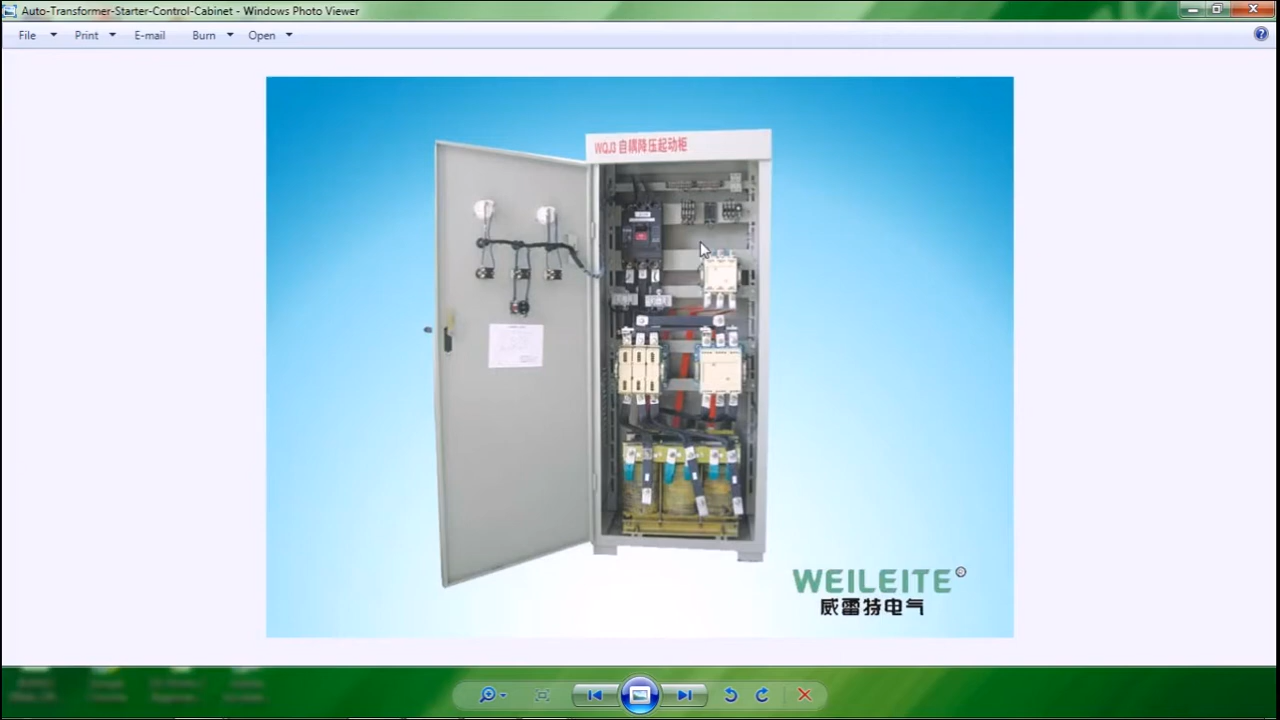 Auto-Transformer-Starter-Control-Cabinet - Windows Photo Viewer
File Print E-mail Burn Open
WQJ3 自耦降压起动柜
WEILEITE
威雷特电气